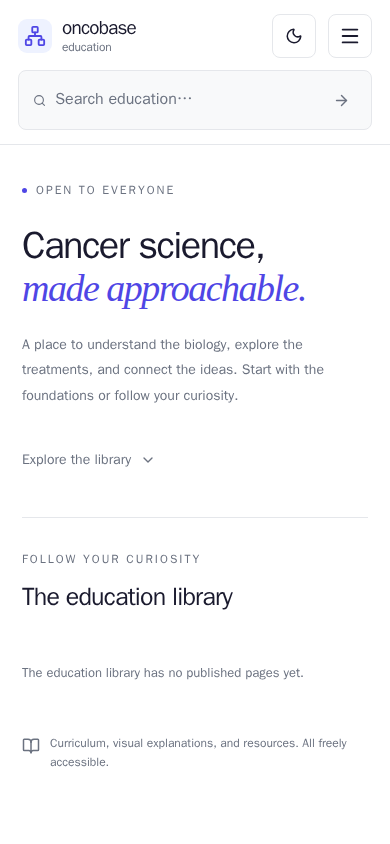 oncobase
education
Search education···
OPEN TO EVERYONE
Cancer science,
made approachable.
A place to understand the biology, explore the
treatments, and connect the ideas. Start with the
foundations or follow your curiosity.
Explore the library
FOLLOW YOUR CURIOSITY
The education library
The education library has no published pages yet.
Curriculum, visual explanations, and resources. All freely
accessible.